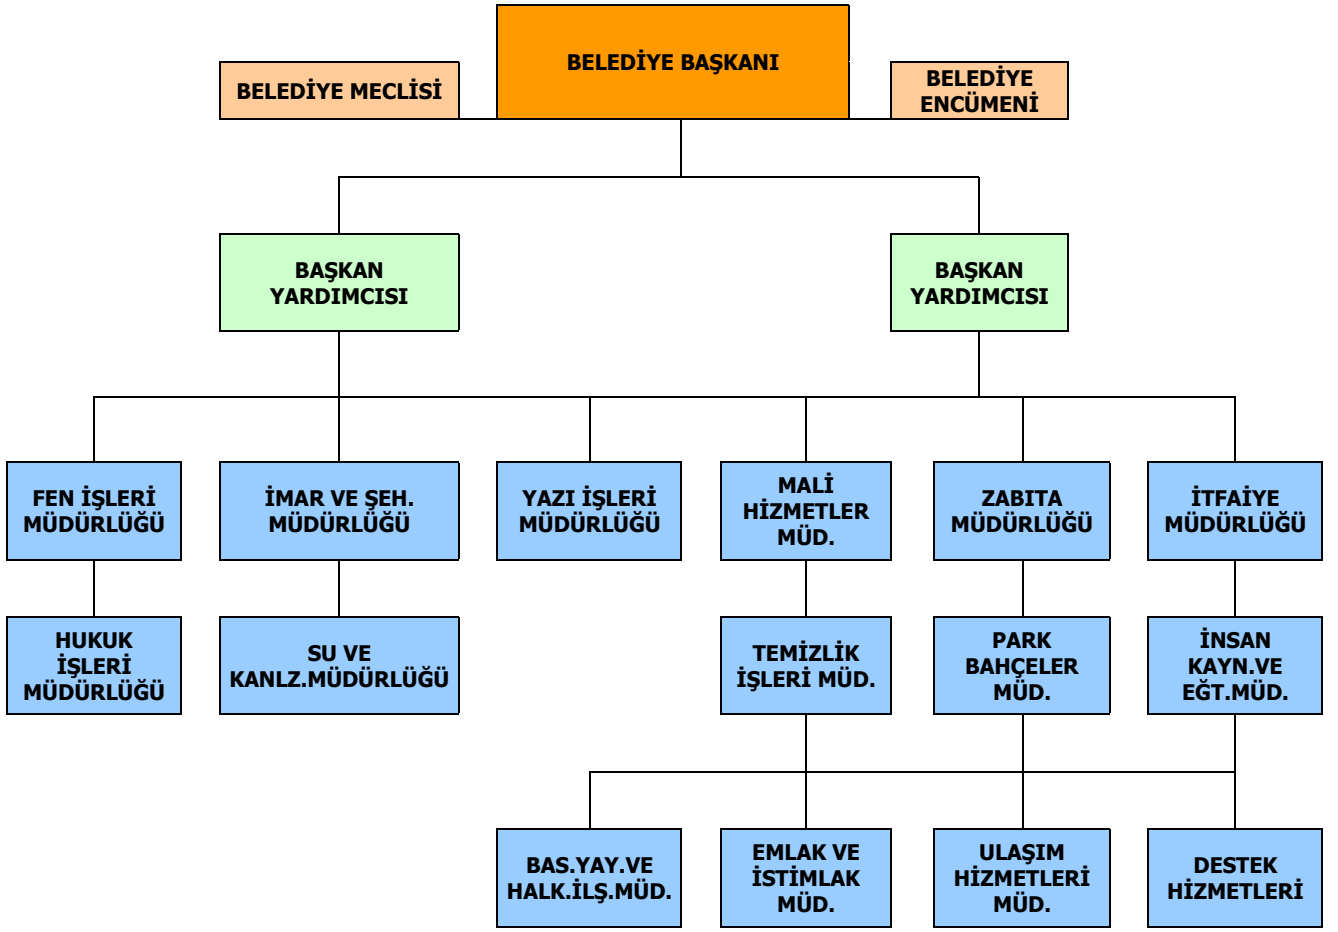 BELEDİYE BAŞKANI
BELEDİYE MECLİSİ
BELEDİYE
ENCÜMENİ
BAŞKAN
YARDIMCISI
BAŞKAN
YARDIMCISI
FEN İŞLERİ
MÜDÜRLÜĞÜ
İMAR VE ŞEH.
MÜDÜRLÜĞÜ
YAZI İŞLERİ
MÜDÜRLÜĞÜ
MALİ
HİZMETLER
MÜD.
ZABITA
MÜDÜRLÜĞÜ
İTFAİYE
MÜDÜRLÜĞÜ
HUKUK
İŞLERİ
MÜDÜRLÜĞÜ
SU VE
KANLZ.MÜDÜRLÜĞÜ
TEMİZLİK
İŞLERİ MÜD.
PARK
BAHÇELER
MÜD.
İNSAN
KAYN.VE
EĞT.MÜD.
BAS.YAY.VE
HALK.İLŞ.MÜD.
EMLAK VE
İSTİMLAK
MÜD.
ULAŞIM
HİZMETLERİ
MÜD.
DESTEK
HİZMETLERİ